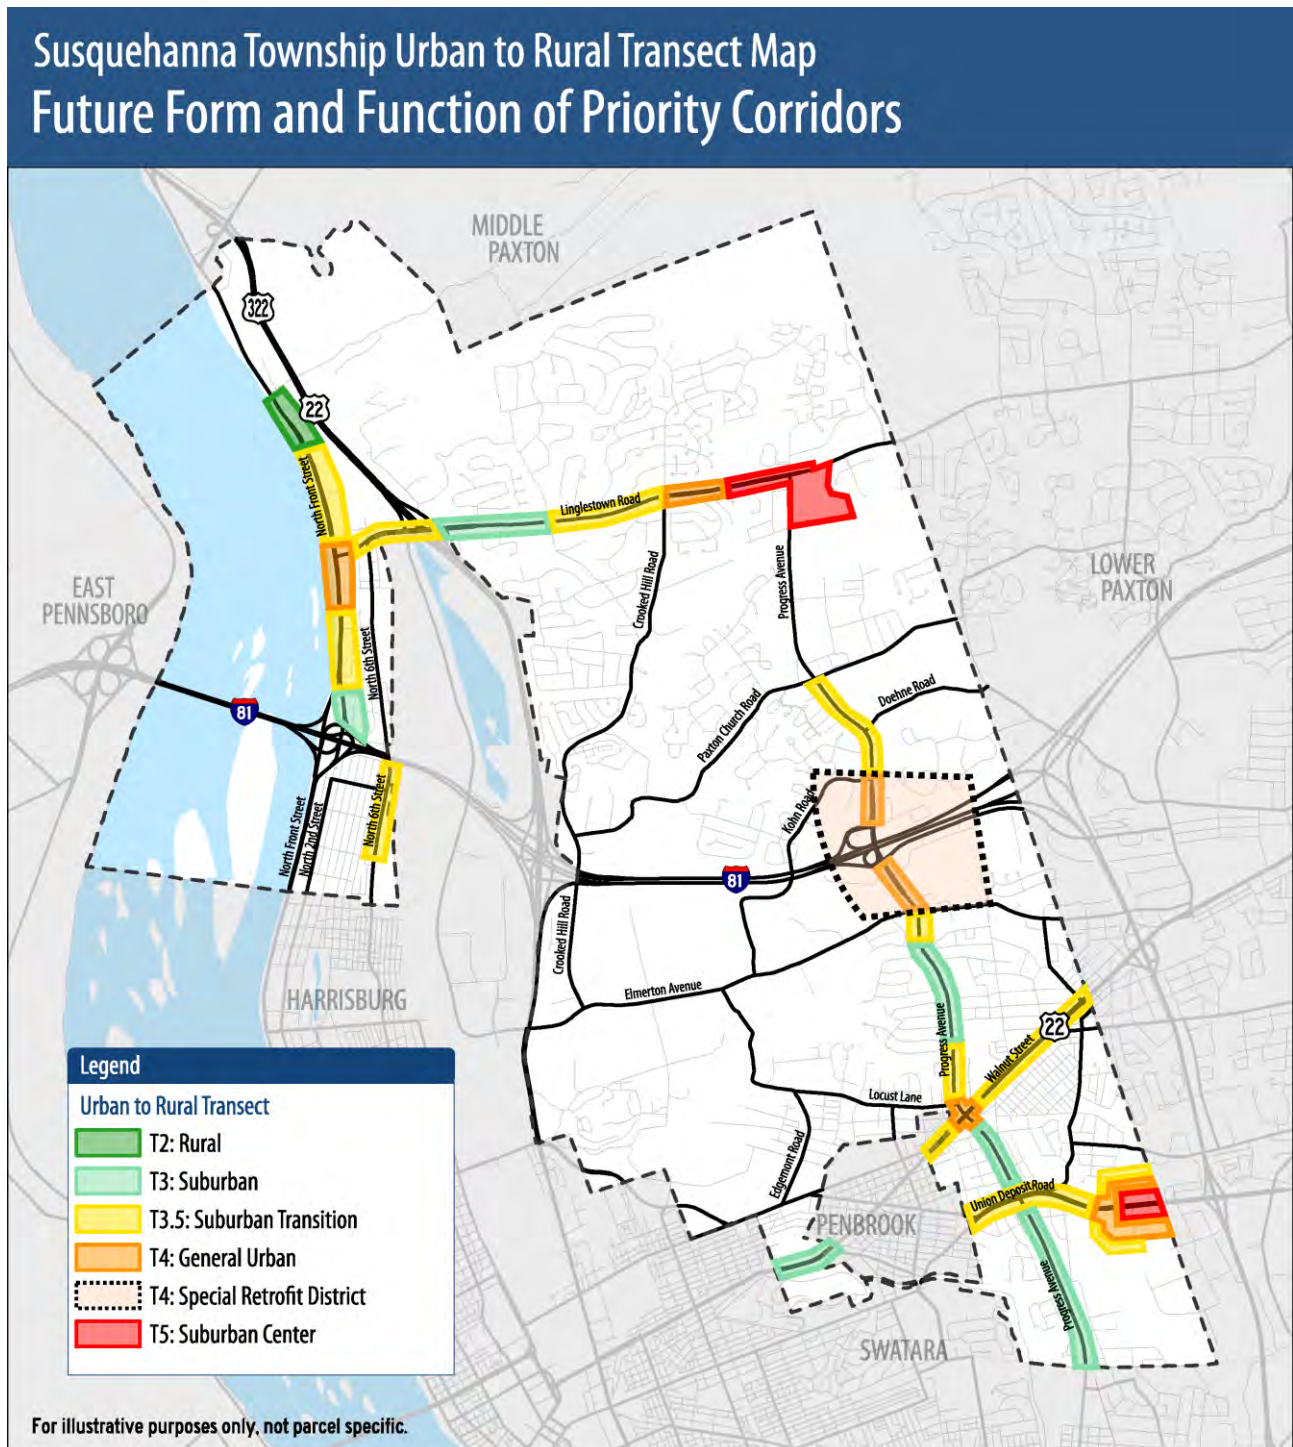 Susquehanna Township Urban to Rural Transect Map
Future Form and Function of Priority Corridors
MIDDLE
PAXTON
322
22
North Front Street
Linglestown Road
EAST
PENNSBORO
LOWER
PAXTON
Crooked Hill Road
Progress Avenue
North 6th Street
Doehne Road
Paxton Church Road
81
North Front Street
North 2nd Street
North 6th Street
Kohn Road
81
Crooked Hill Road
Elmerton Avenue
HARRISBURG
Progress Avenue
22
Walnut Street
Locust Lane
Edgemont Road
Union Deposit Road
PENBROOK
Progress Avenue
SWATARA
Legend
Urban to Rural Transect
T2: Rural
T3: Suburban
T3.5: Suburban Transition
T4: General Urban
T4: Special Retrofit District
T5: Suburban Center
For illustrative purposes only, not parcel specific.